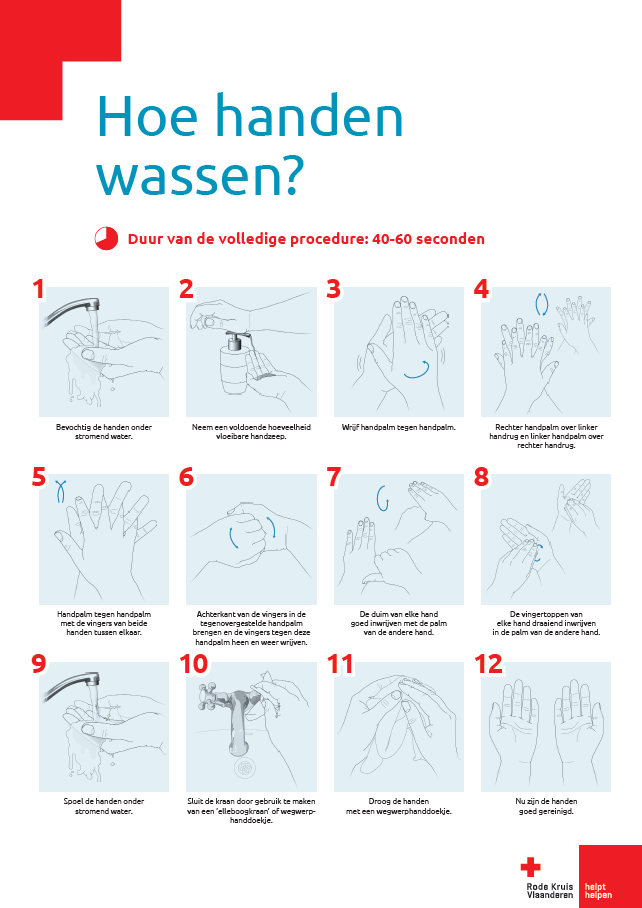 Hoe handen
wassen?
Duur van de volledige procedure: 40-60 seconden
1
Bevochtig de handen onder
stromend water.
2
Neem een voldoende hoeveelheid
vloeibare handzeep.
3
Wrijf handpalm tegen handpalm.
4
Rechter handpalm over linker
handrug en linker handpalm over
rechter handrug.
5
Handpalm tegen handpalm
met de vingers van beide
handen tussen elkaar.
6
Achterkant van de vingers in de
tegenovergestelde handpalm
brengen en de vingers tegen deze
handpalm heen en weer wrijven.
7
De duim van elke hand
goed inwrijven met de palm
van de andere hand.
8
De vingertoppen van
elke hand draaiend inwrijven
in de palm van de andere hand.
9
Spoel de handen onder
stromend water.
10
Sluit de kraan door gebruik te maken
van een ‘elleboogkraan’ of wegwerp-
handdoekje.
11
Droog de handen
met een wegwerphanddoekje.
12
Nu zijn de handen
goed gereinigd.
Rode Kruis
Vlaanderen
helpt
helpen